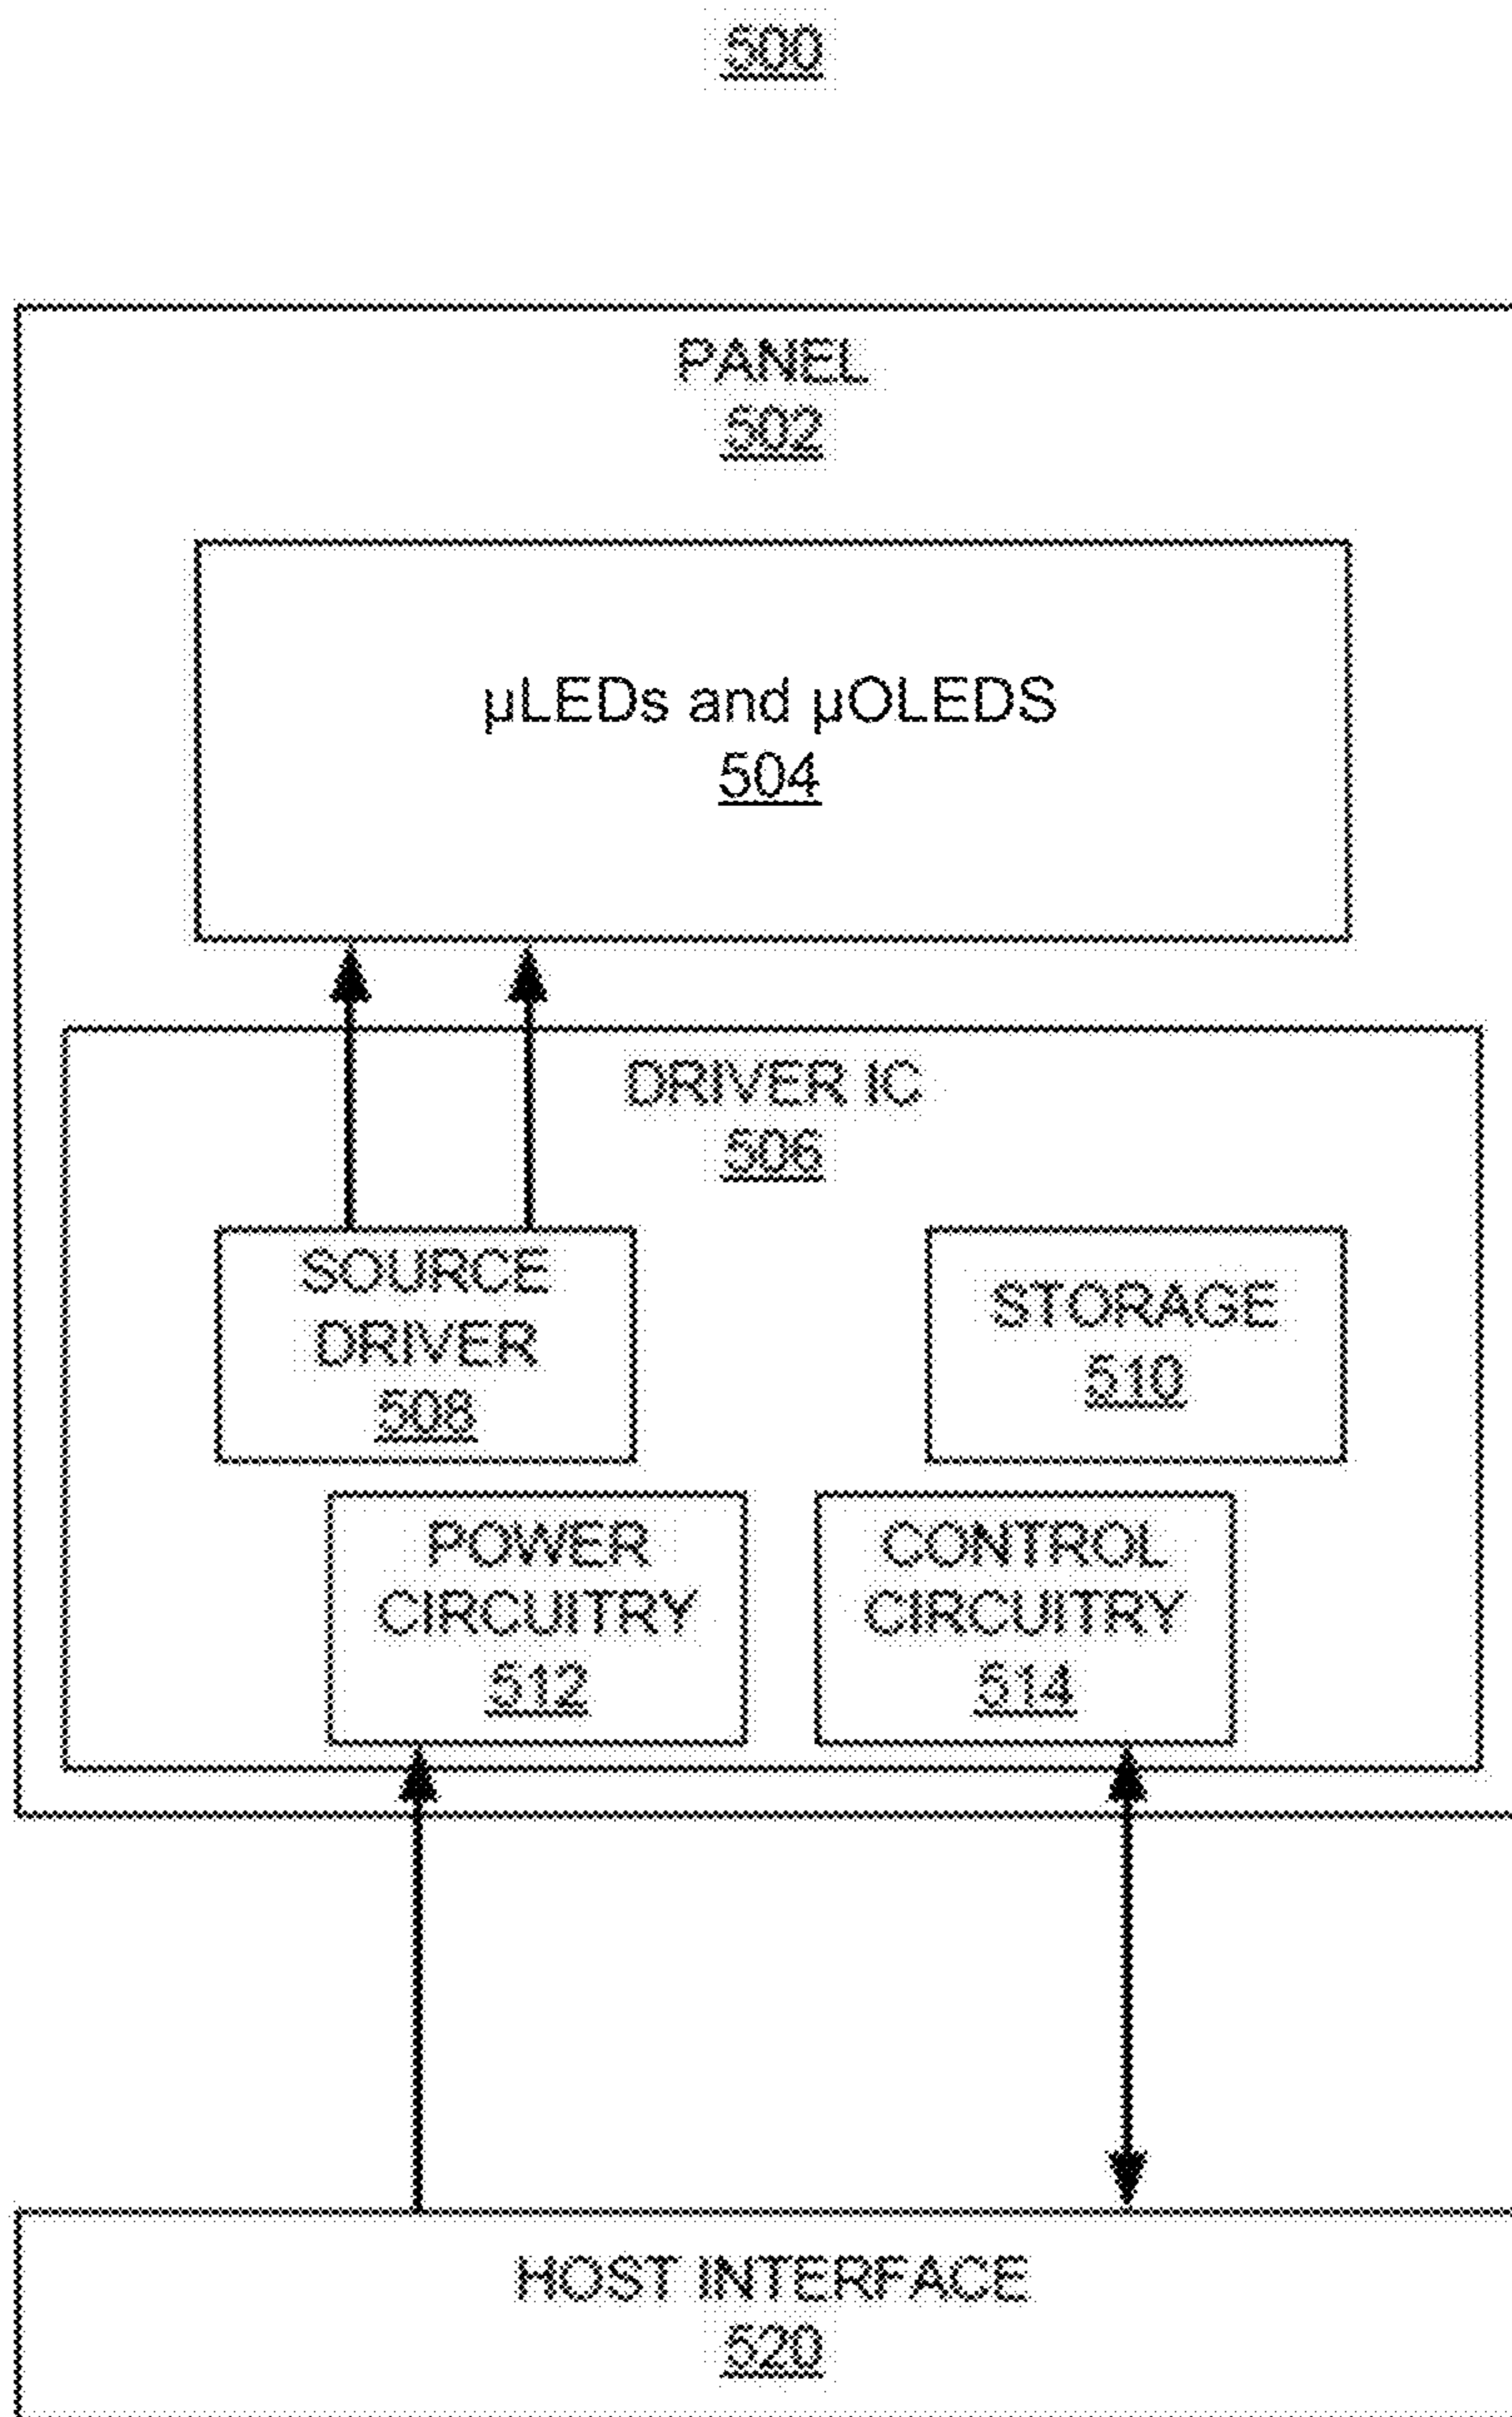 500
PANEL
502
µLEDs and µOLEDS
504
DRIVER IC
506
SOURCE
DRIVER
508
STORAGE
510
POWER
CIRCUITRY
512
CONTROL
CIRCUITRY
514
HOST INTERFACE
520